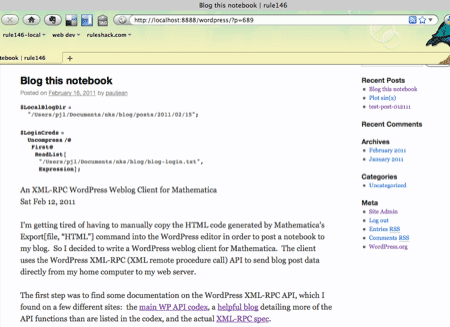 Blog this notebook | rule146
http://localhost:8888/wordpress/?p=689
rule146-local
web dev
ruleshack.com
tebook | rule146
Blog this notebook
Posted on February 16, 2011 by pauljean
$LocalBlogDir =
"/Users/pj1/Documents/nks/blog/posts/2011/02/15";
$LoginCreds =
Uncompress /@
First@
ReadList[
"/Users/pj1/Documents/nks/blog/blog-login.txt",
Expression];
An XML-RPC WordPress Weblog Client for Mathematica
Sat Feb 12, 2011
I'm getting tired of having to manually copy the HTML code generated by Mathematica's
Export[file, "HTML"] command into the WordPress editor in order to post a notebook to
my blog. So I decided to write a WordPress weblog client for Mathematica. The client
uses the WordPress XML-RPC (XML remote procedure call) API to send blog post data
directly from my home computer to my web server.
The first step was to find some documentation on the WordPress XML-RPC API, which I
found on a few different sites: the main WP API codex, a helpful blog detailing more of the
API functions than are listed in the codex, and the actual XML-RPC spec.
Recent Posts
Blog this notebook
Plot sin(x)
test-post-012111
Recent Comments
Archives
February 2011
January 2011
Categories
Uncategorized
Meta
Site Admin
Log out
Entries RSS
Comments RSS
WordPress.org